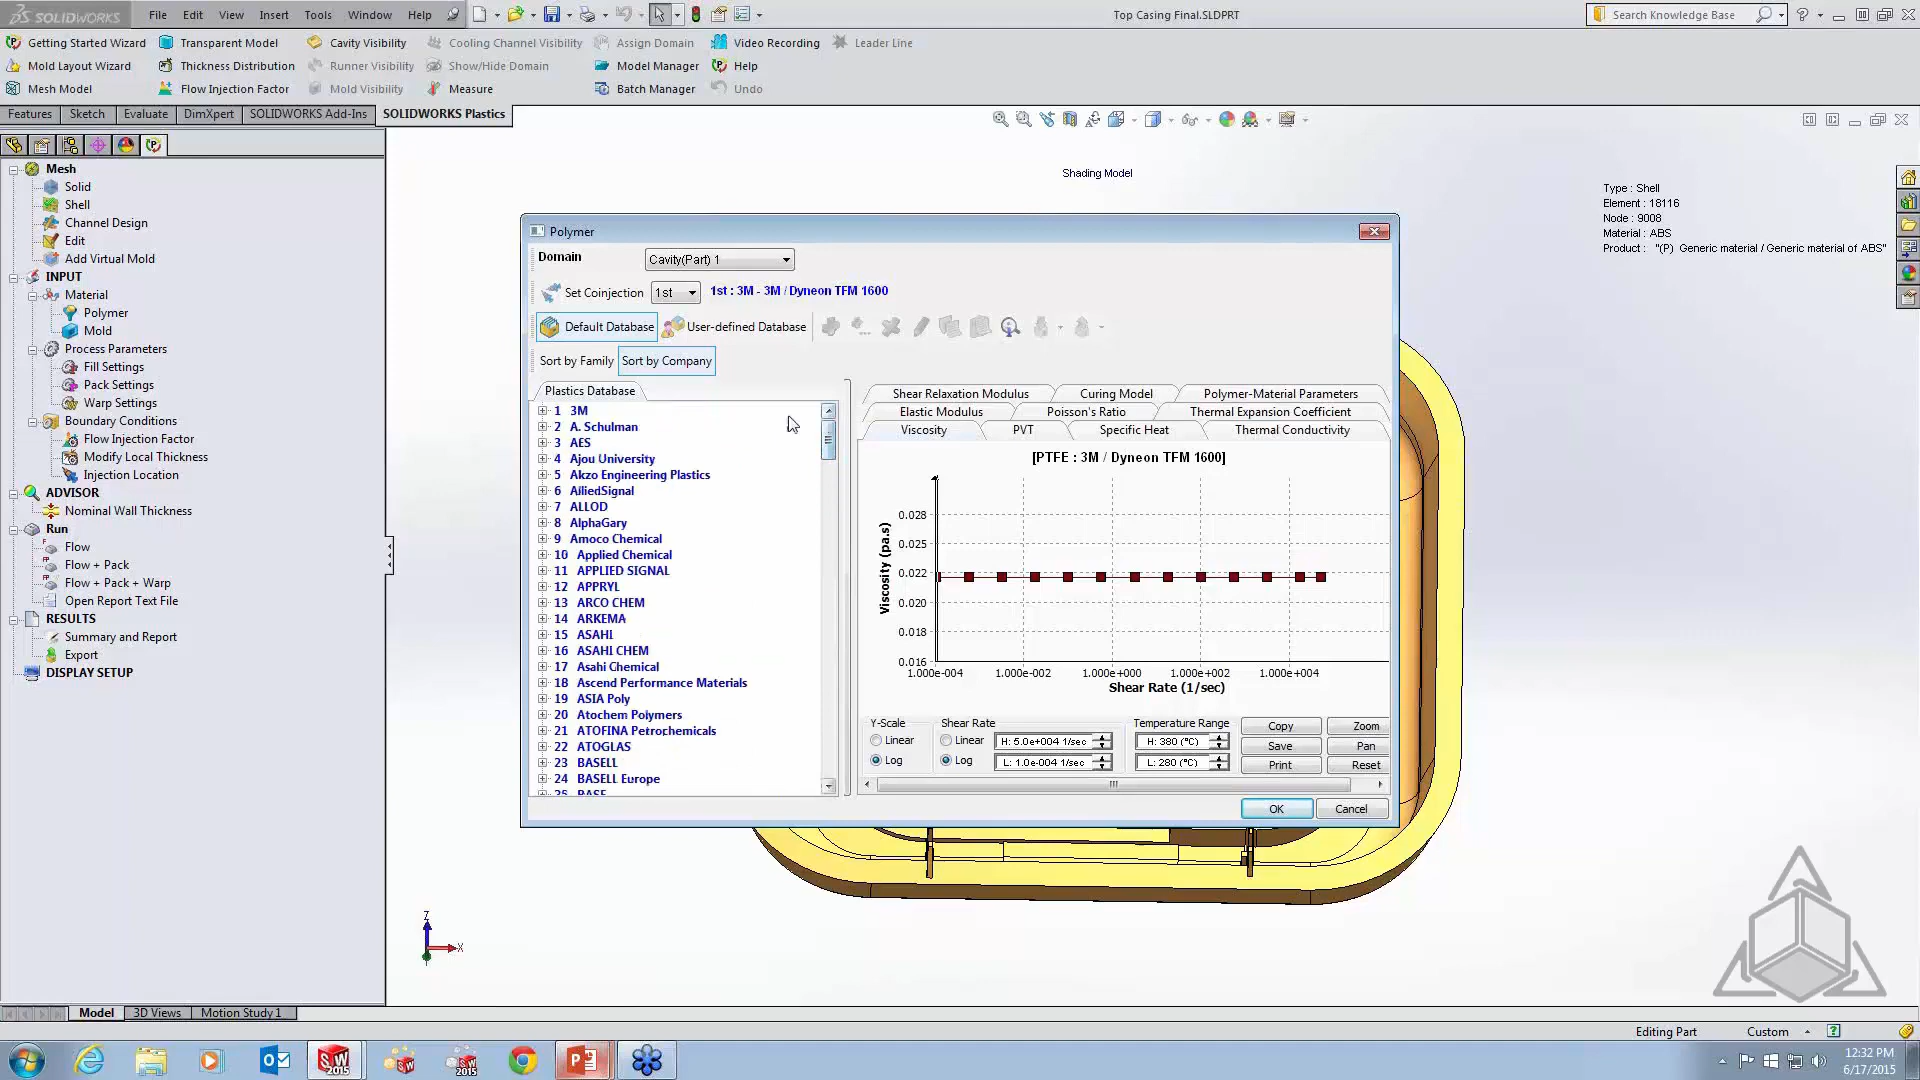 SOLIDWORKS File Edit View Insert Tools Window Help Top Casing Final.SLDPRT Search Knowledge Base
Getting Started Wizard Transparent Model Cavity Visibility Cooling Channel Visibility Assign Domain Video Recording Leader Line
Mold Layout Wizard Thickness Distribution Runner Visibility Show/Hide Domain Model Manager Help
Mesh Model Flow Injection Factor Mold Visibility Measure Batch Manager Undo
Features Sketch Evaluate DimXpert SOLIDWORKS Add-Ins SOLIDWORKS Plastics
Mesh
Solid
Shell
Channel Design
Edit
Add Virtual Mold
INPUT
Material
Polymer
Mold
Process Parameters
Fill Settings
Pack Settings
Warp Settings
Boundary Conditions
Flow Injection Factor
Modify Local Thickness
Injection Location
ADVISOR
Nominal Wall Thickness
Run
Flow
Flow + Pack
Flow + Pack + Warp
Open Report Text File
RESULTS
Summary and Report
Export
DISPLAY SETUP
Shading Model
Type : Shell
Element : 18116
Node : 9008
Material : ABS
Product : "(P) Generic material / Generic material of ABS"
Polymer
Domain Cavity(Part) 1
Set Coinjection 1st 1st : 3M - 3M / Dyneon TFM 1600
Default Database User-defined Database
Sort by Family Sort by Company
Plastics Database
1 3M
2 A. Schulman
3 AES
4 Ajou University
5 Akzo Engineering Plastics
6 AlliedSignal
7 ALLOD
8 AlphaGary
9 Amoco Chemical
10 Applied Chemical
11 APPLIED SIGNAL
12 APPRYL
13 ARCO CHEM
14 ARKEMA
15 ASAHI
16 ASAHI CHEM
17 Asahi Chemical
18 Ascend Performance Materials
19 ASIA Poly
20 Atochem Polymers
21 ATOFINA Petrochemicals
22 ATOGLAS
23 BASELL
24 BASELL Europe
25 BASF
Shear Relaxation Modulus Curing Model Polymer-Material Parameters
Elastic Modulus Poisson's Ratio Thermal Expansion Coefficient
Viscosity PVT Specific Heat Thermal Conductivity
[PTFE : 3M / Dyneon TFM 1600]
Viscosity (pa.s)
0.028
0.025
0.022
0.020
0.018
0.016
1.000e-004 1.000e-002 1.000e+000 1.000e+002 1.000e+004
Shear Rate (1/sec)
Y-Scale Shear Rate Temperature Range Copy Zoom
Linear Linear H: 5.0e+004 1/sec H: 380 (°C) Save Pan
Log Log L: 1.0e-004 1/sec L: 280 (°C) Print Reset
OK Cancel
Z
X
Model 3D Views Motion Study 1
Editing Part Custom
12:32 PM
6/17/2015